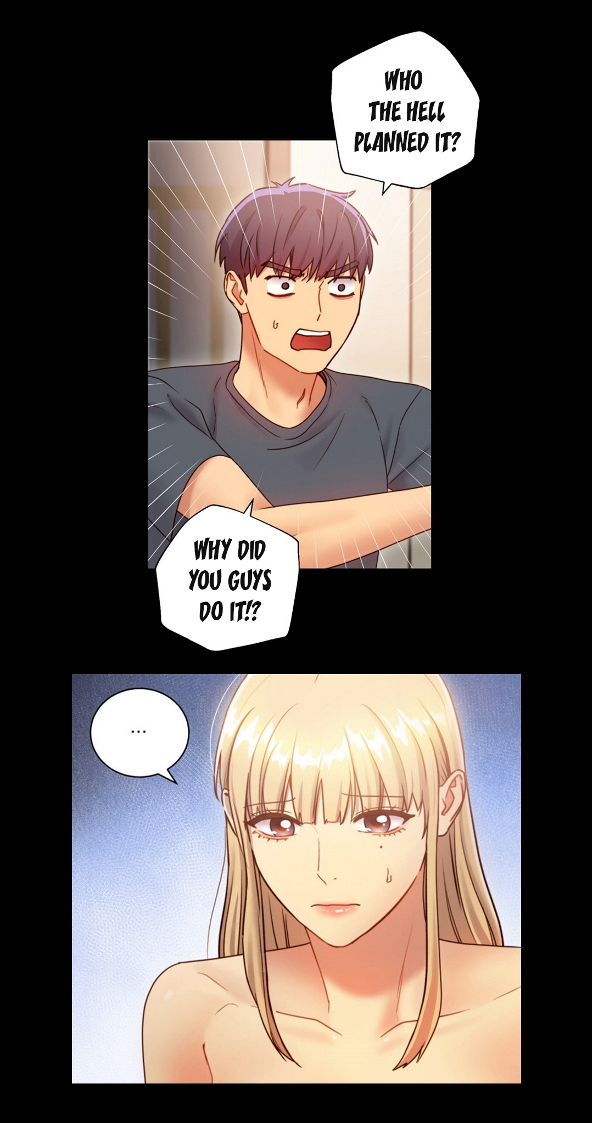 WHO
THE HELL
PLANNED IT?
WHY DID
YOU GUYS
DO IT!?
...